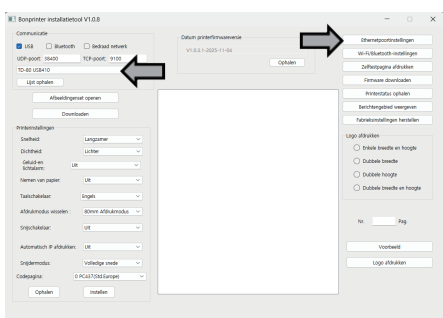 Bonprinter installatietool V1.0.8
Communicatie
USB
Bluetooth
Bedraad netwerk
UDP-poort: 38400
TCP-poort: 9100
TD-80 USB410
Lijst ophalen
Datum printerfirmwareversie
V1.0.0.1-2025-11-04
Ophalen
Ethernetpoortinstellingen
Wi-Fi/Bluetooth-instellingen
Zelftestpagina afdrukken
Firmware downloaden
Printerstatus ophalen
Berichtengebied weergeven
Fabrieksinstellingen herstellen
Afbeeldingenset openen
Downloaden
Printerinstellingen
Snelheid: Langzamer
Dichtheid: Lichter
Geluid-en
lichtalarm: Uit
Nemen van papier: Uit
Taalschakelaar: Engels
Afdrukmodus wisselen : 80mm Afdrukmodus
Snijschakelaar: Uit
Automatisch IP afdrukken: Uit
Snijdermodus: Volledige snede
Codepagina: 0 PC437(Std.Europe)
Ophalen
Instellen
Logo afdrukken
Enkele breedte en hoogte
Dubbele breedte
Dubbele hoogte
Dubbele breedte en hoogte
Nr.
Pag.
Voorbeeld
Logo afdrukken